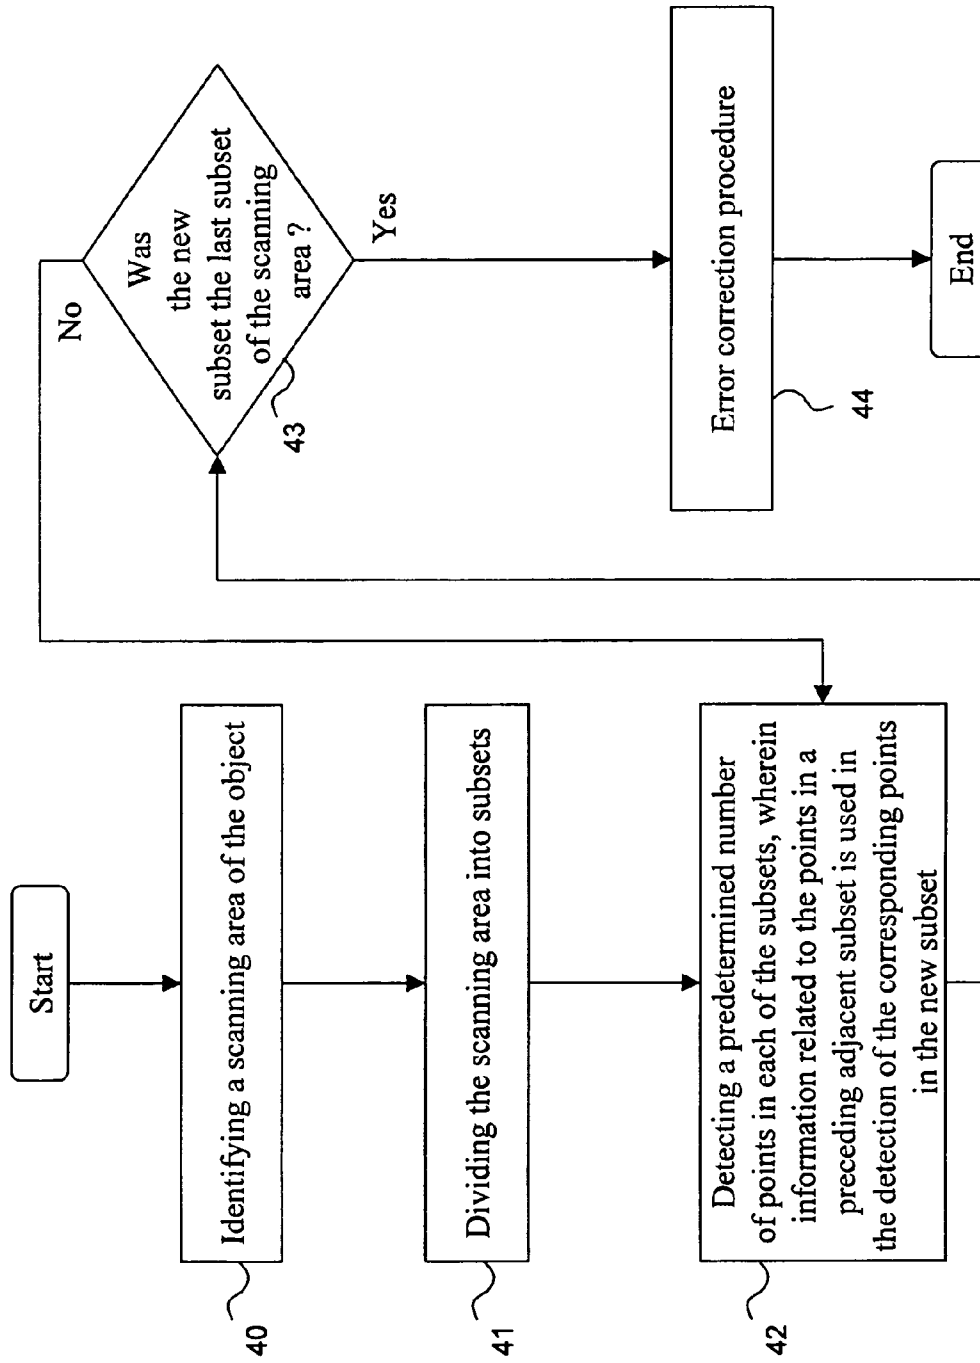 Start
Identifying a scanning area of the object
40
Dividing the scanning area into subsets
41
Detecting a predetermined number
of points in each of the subsets, wherein
information related to the points in a
preceding adjacent subset is used in
the detection of the corresponding points
in the new subset
42
No
Was
the new
subset the last subset
of the scanning
area ?
43
Yes
Error correction procedure
44
End